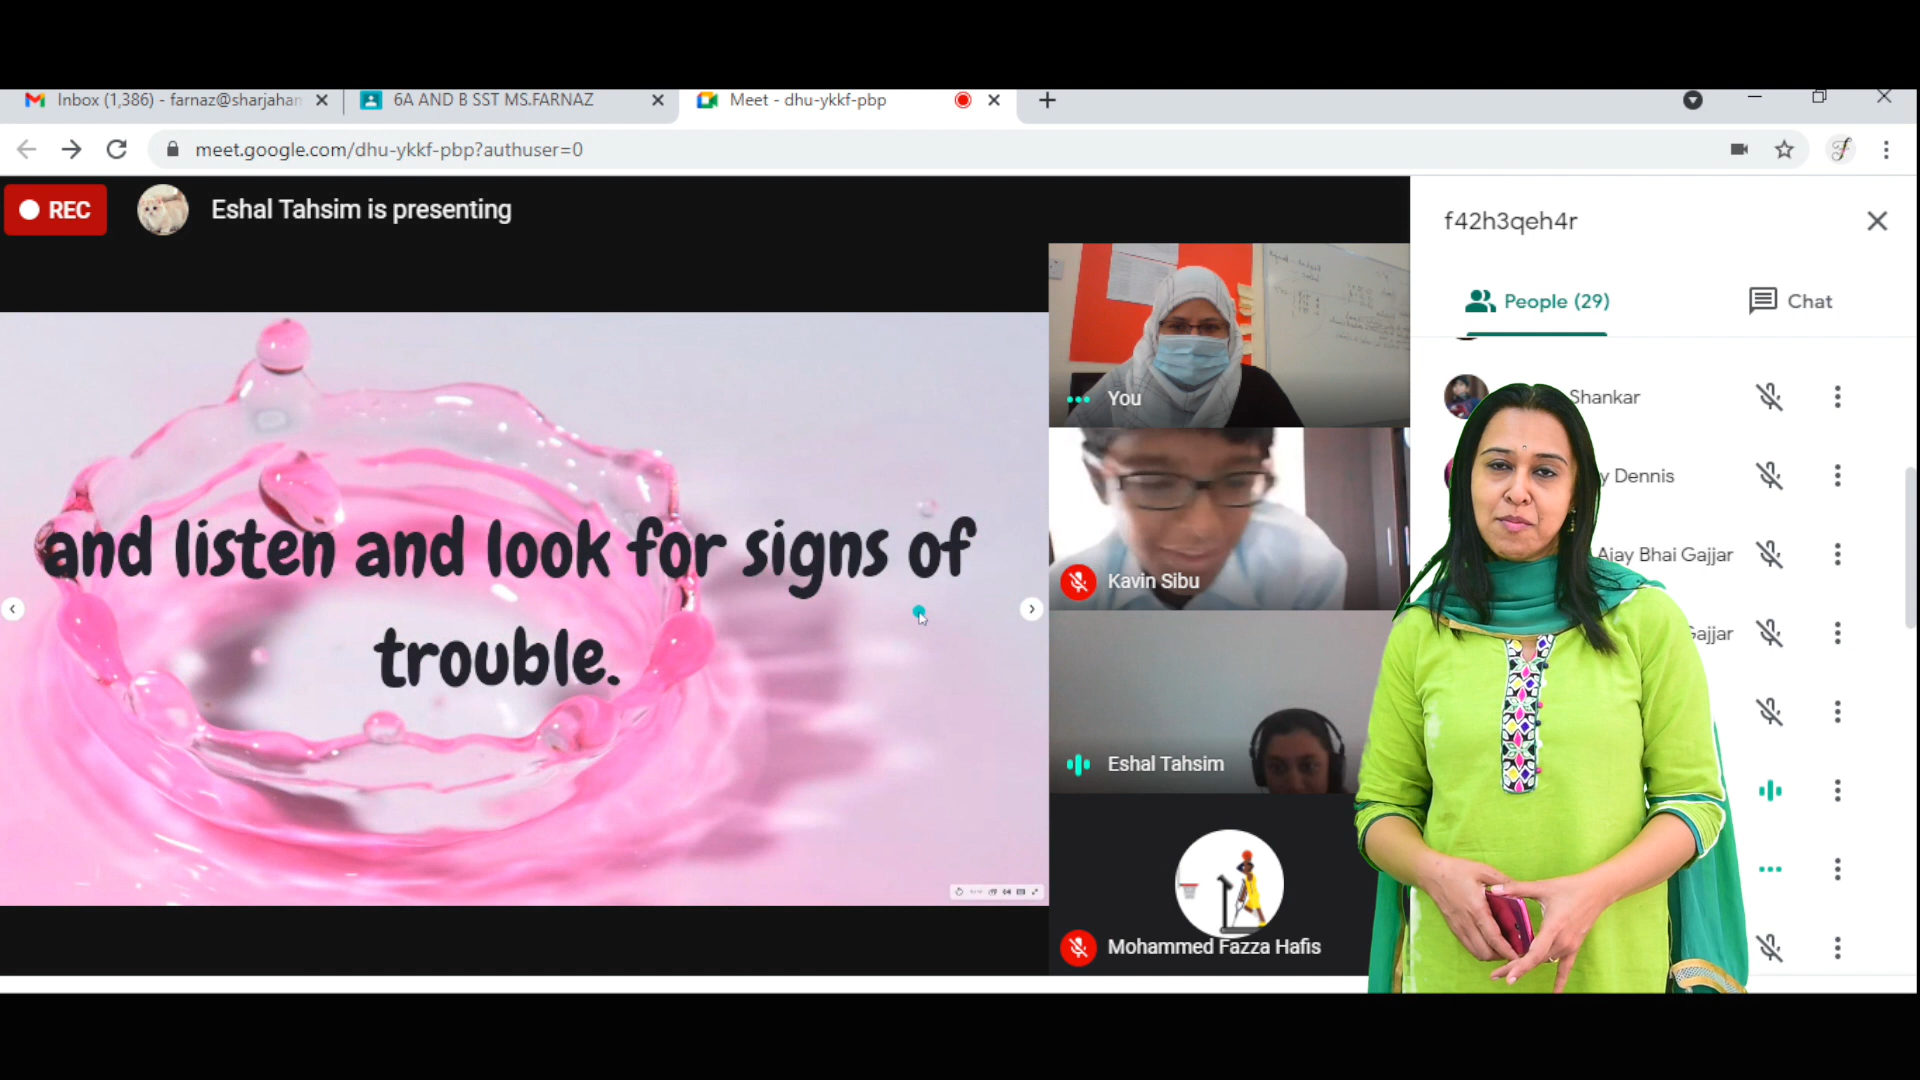 Inbox (1,386) - farnaz@sharjahan
6A AND B SST MS.FARNAZ
Meet - dhu-ykkf-pbp
meet.google.com/dhu-ykkf-pbp?authuser=0
REC
Eshal Tahsim is presenting
and listen and look for signs of
trouble.
You
Kavin Sibu
Eshal Tahsim
Mohammed Fazza Hafis
f42h3qeh4r
People (29)
Chat
Shankar
y Dennis
Ajay Bhai Gajjar
Gajjar